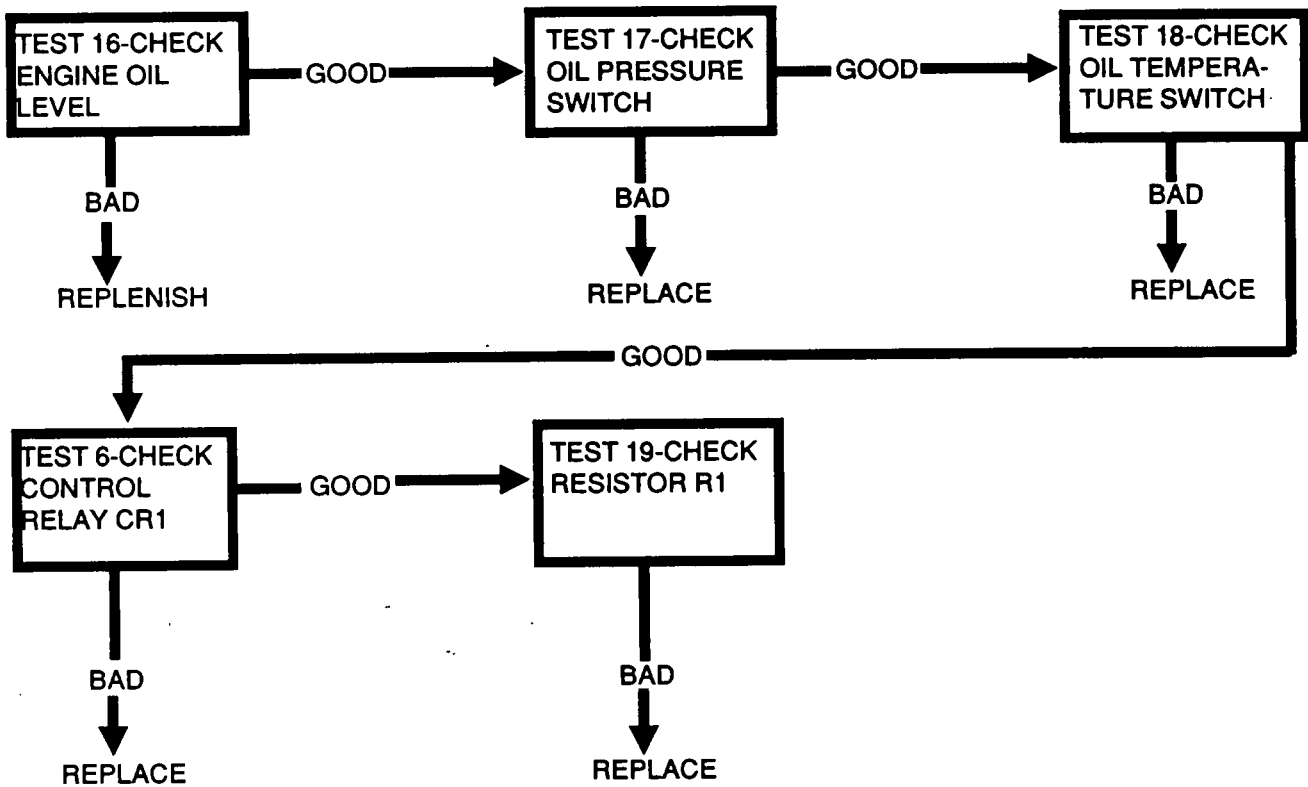 TEST 16-CHECK
ENGINE OIL
LEVEL
GOOD
TEST 17-CHECK
OIL PRESSURE
SWITCH
GOOD
TEST 18-CHECK
OIL TEMPERA-
TURE SWITCH
BAD
REPLENISH
BAD
REPLACE
BAD
REPLACE
GOOD
TEST 6-CHECK
CONTROL
RELAY CR1
GOOD
TEST 19-CHECK
RESISTOR R1
BAD
REPLACE
BAD
REPLACE